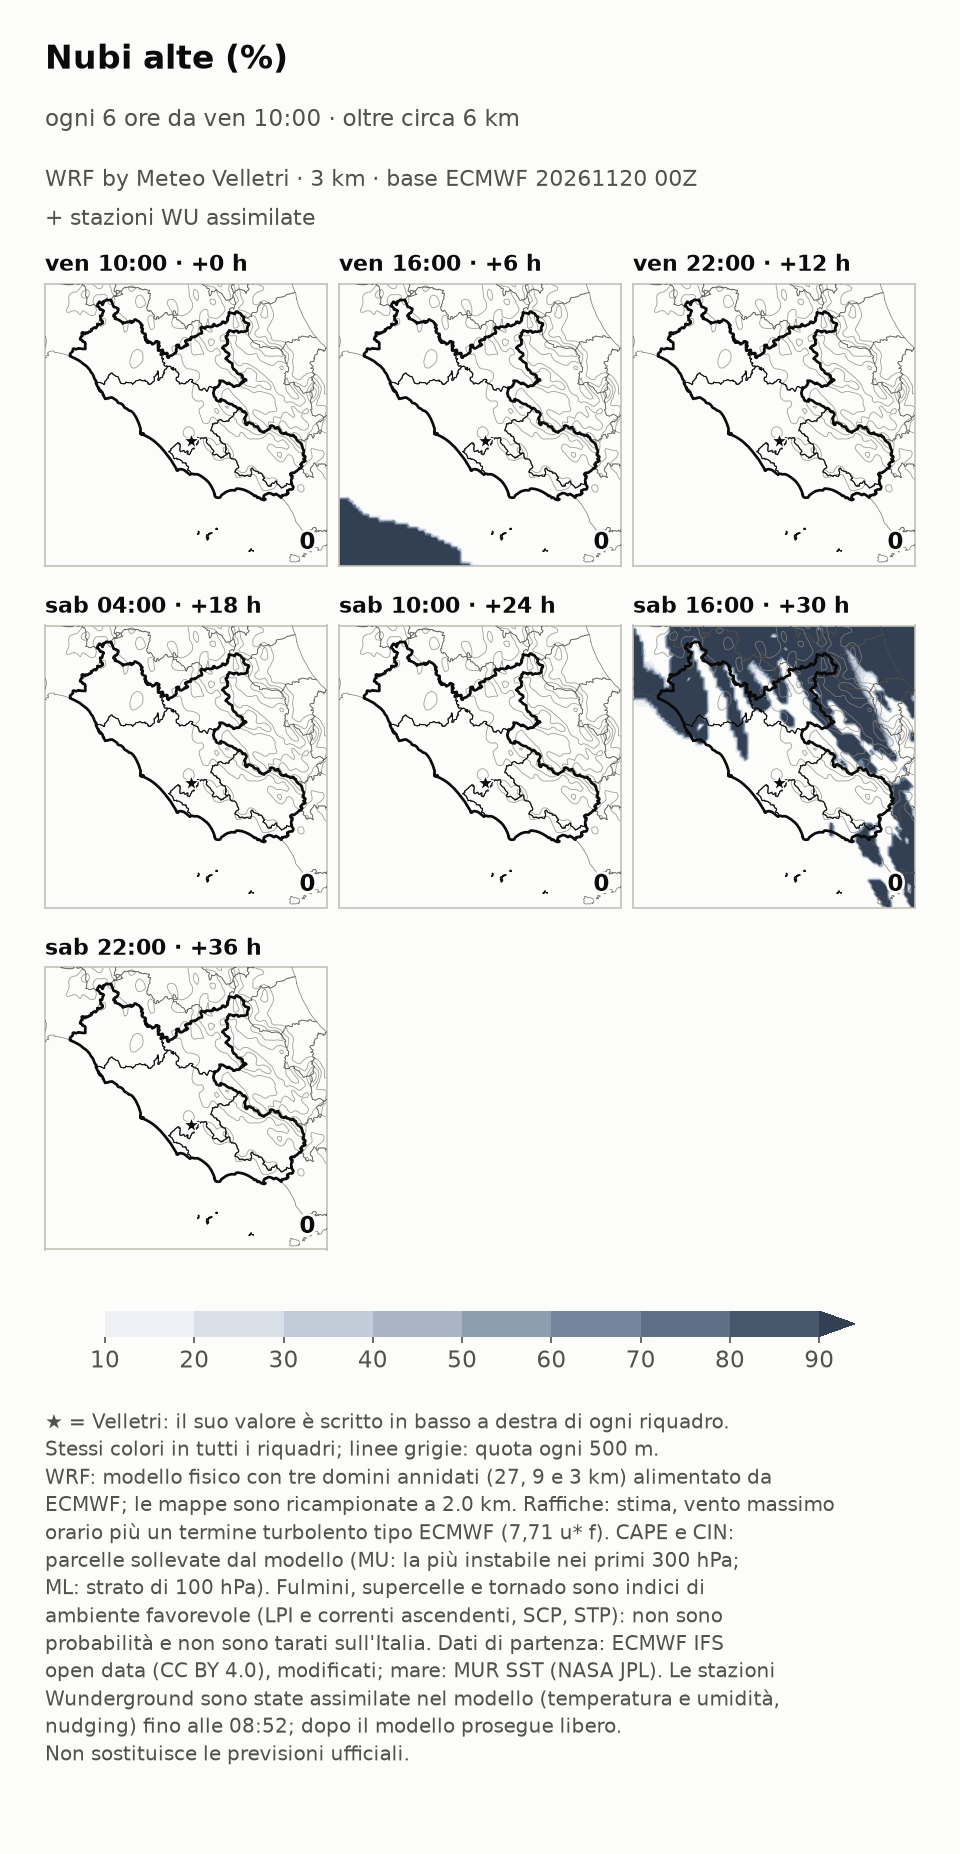 Nubi alte (%)
ogni 6 ore da ven 10:00 · oltre circa 6 km
WRF by Meteo Velletri · 3 km · base ECMWF 20261120 00Z
+ stazioni WU assimilate
ven 10:00 · +0 h
ven 16:00 · +6 h
ven 22:00 · +12 h
0
0
0
sab 04:00 · +18 h
sab 10:00 · +24 h
sab 16:00 · +30 h
0
0
0
sab 22:00 · +36 h
0
10 20 30 40 50 60 70 80 90
★ = Velletri: il suo valore è scritto in basso a destra di ogni riquadro.
Stessi colori in tutti i riquadri; linee grigie: quota ogni 500 m.
WRF: modello fisico con tre domini annidati (27, 9 e 3 km) alimentato da
ECMWF; le mappe sono ricampionate a 2.0 km. Raffiche: stima, vento massimo
orario più un termine turbolento tipo ECMWF (7,71 u* f). CAPE e CIN:
parcelle sollevate dal modello (MU: la più instabile nei primi 300 hPa;
ML: strato di 100 hPa). Fulmini, supercelle e tornado sono indici di
ambiente favorevole (LPI e correnti ascendenti, SCP, STP): non sono
probabilità e non sono tarati sull'Italia. Dati di partenza: ECMWF IFS
open data (CC BY 4.0), modificati; mare: MUR SST (NASA JPL). Le stazioni
Wunderground sono state assimilate nel modello (temperatura e umidità,
nudging) fino alle 08:52; dopo il modello prosegue libero.
Non sostituisce le previsioni ufficiali.